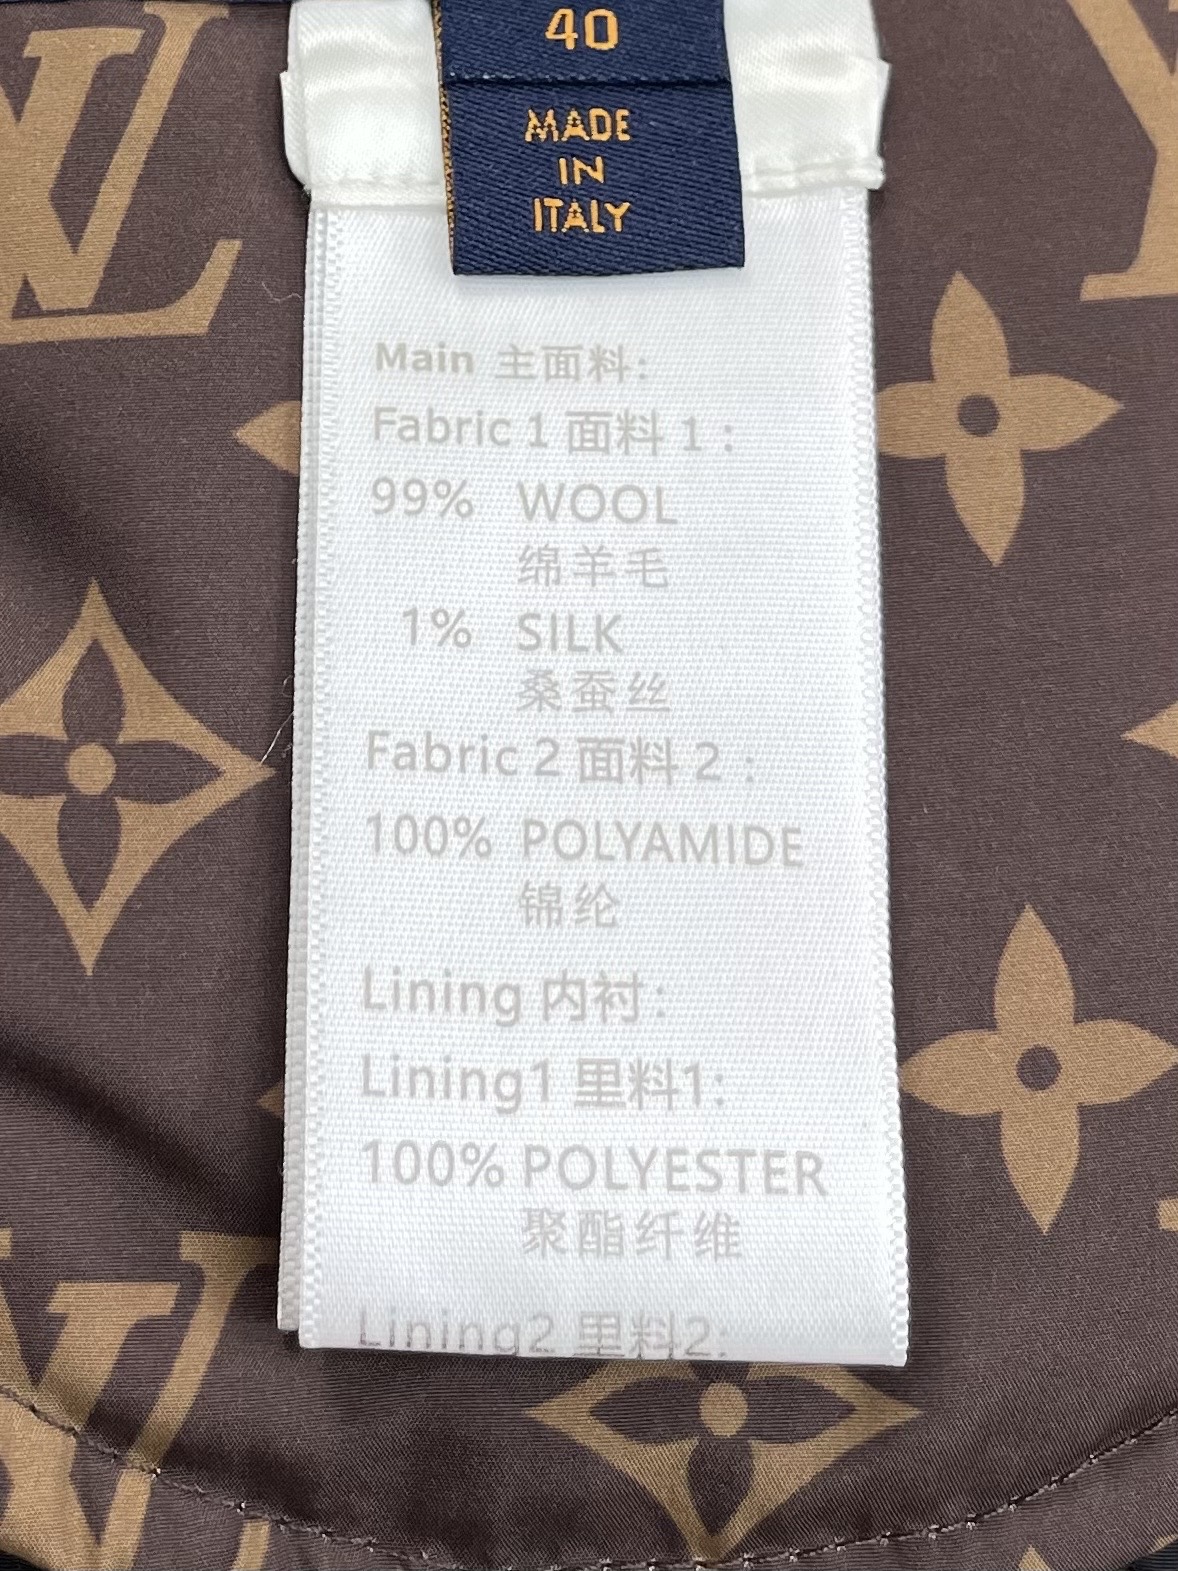 40
MADE
IN
ITALY
Main 主面料:
Fabric 1 面料 1 :
99% WOOL
绵羊毛
1% SILK
桑蚕丝
Fabric 2 面料 2 :
100% POLYAMIDE
锦纶
Lining 内衬 :
Lining1 里料1:
100% POLYESTER
聚酯纤维
Lining2 里料2: